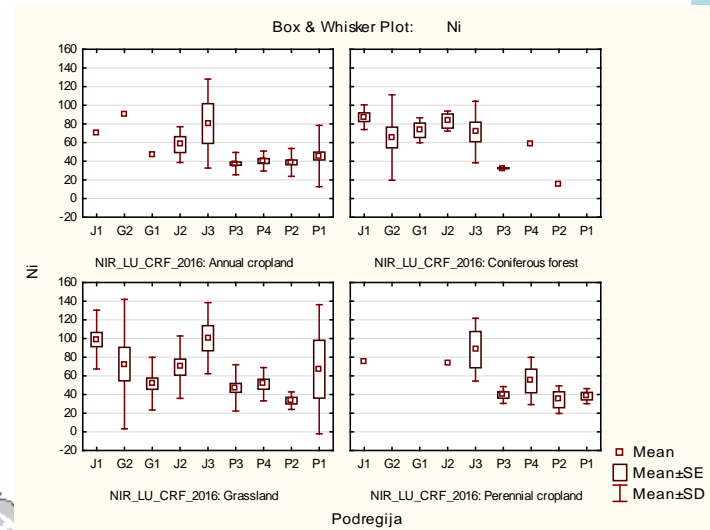 Box & Whisker Plot: Ni
160
140
120
100
80
60
40
20
0
-20
J1 G2 G1 J2 J3 P3 P4 P2 P1
J1 G2 G1 J2 J3 P3 P4 P2 P1
NIR_LU_CRF_2016: Annual cropland
NIR_LU_CRF_2016: Coniferous forest
Ni
160
140
120
100
80
60
40
20
0
-20
J1 G2 G1 J2 J3 P3 P4 P2 P1
J1 G2 G1 J2 J3 P3 P4 P2 P1
NIR_LU_CRF_2016: Grassland
NIR_LU_CRF_2016: Perennial cropland
Podregija
Mean
Mean±SE
Mean±SD